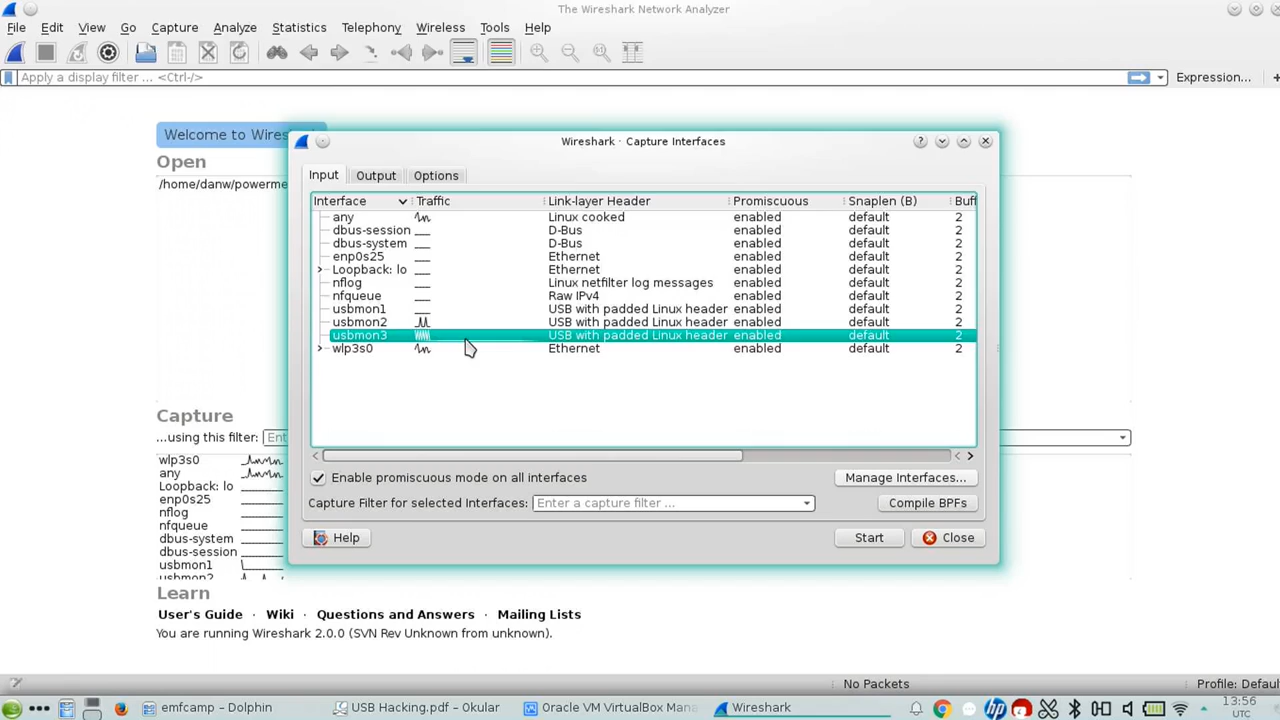 The Wireshark Network Analyzer
File Edit View Go Capture Analyze Statistics Telephony Wireless Tools Help
Apply a display filter ... <Ctrl-/> Expression... +
Welcome to Wires
Wireshark · Capture Interfaces
Open
Input Output Options
/home/danw/powerme
Interface Traffic Link-layer Header Promiscuous Snaplen (B) Buff
any Linux cooked enabled default 2
dbus-session D-Bus enabled default 2
dbus-system D-Bus enabled default 2
enp0s25 Ethernet enabled default 2
Loopback: lo Ethernet enabled default 2
nflog Linux netfilter log messages enabled default 2
nfqueue Raw IPv4 enabled default 2
usbmon1 USB with padded Linux header enabled default 2
usbmon2 USB with padded Linux header enabled default 2
usbmon3 USB with padded Linux header enabled default 2
wlp3s0 Ethernet enabled default 2
Capture
...using this filter: Ent
wlp3s0
any
Loopback: lo
enp0s25
nflog
nfqueue
dbus-system
dbus-session
usbmon1
usbmon2
Enable promiscuous mode on all interfaces Manage Interfaces...
Capture Filter for selected Interfaces: Enter a capture filter ... Compile BPFs
Help Start Close
Learn
User's Guide · Wiki · Questions and Answers · Mailing Lists
You are running Wireshark 2.0.0 (SVN Rev Unknown from unknown).
No Packets Profile: Defau
emfcamp – Dolphin USB Hacking.pdf – Okular Oracle VM VirtualBox Mana Wireshark hp 13:56
UTC